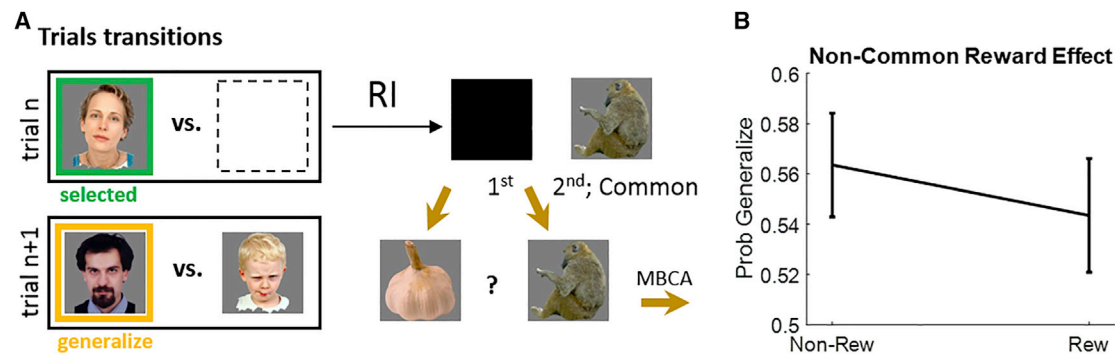 A
Trials transitions
trial n
vs.
selected
RI
1st
2nd; Common
trial n+1
vs.
generalize
?
MBCA
B
Non-Common Reward Effect
Prob Generalize
0.6
0.58
0.56
0.54
0.52
0.5
Non-Rew
Rew